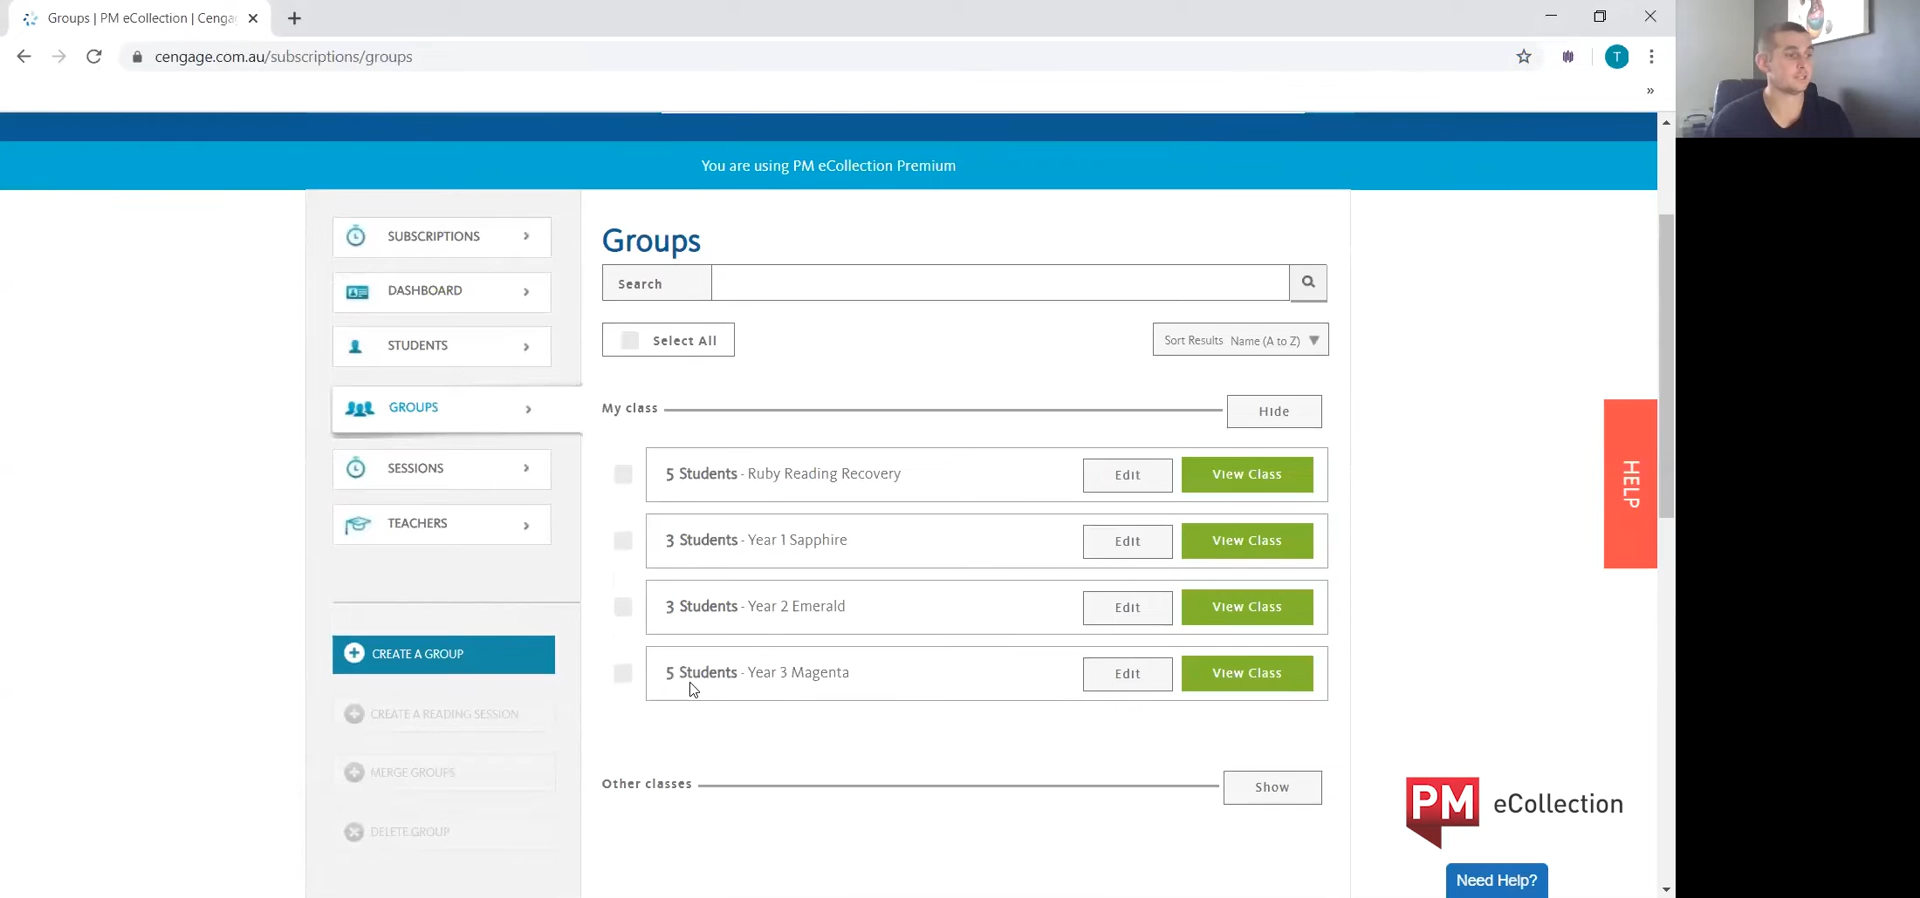 Groups | PM eCollection | Cenga
cengage.com.au/subscriptions/groups
T
»
You are using PM eCollection Premium
SUBSCRIPTIONS
DASHBOARD
STUDENTS
GROUPS
SESSIONS
TEACHERS
CREATE A GROUP
CREATE A READING SESSION
MERGE GROUPS
DELETE GROUP
Groups
Search
Select All
Sort Results Name (A to Z)
My class
Hide
5 Students - Ruby Reading Recovery Edit View Class
3 Students - Year 1 Sapphire Edit View Class
3 Students - Year 2 Emerald Edit View Class
5 Students - Year 3 Magenta Edit View Class
Other classes
Show
HELP
PM eCollection
Need Help?